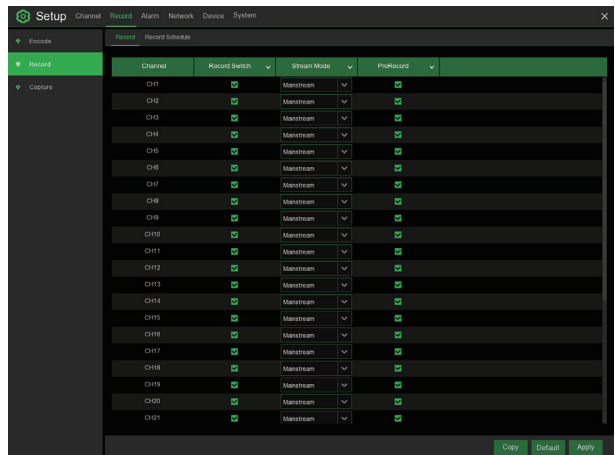 Setup Channel Record Alarm Network Device System
Encode
Record
Capture
Record Record Schedule
Channel Record Switch Stream Mode PreRecord
CH1 Mainstream
CH2 Mainstream
CH3 Mainstream
CH4 Mainstream
CH5 Mainstream
CH6 Mainstream
CH7 Mainstream
CH8 Mainstream
CH9 Mainstream
CH10 Mainstream
CH11 Mainstream
CH12 Mainstream
CH13 Mainstream
CH14 Mainstream
CH15 Mainstream
CH16 Mainstream
CH17 Mainstream
CH18 Mainstream
CH19 Mainstream
CH20 Mainstream
CH21 Mainstream
Copy Default Apply